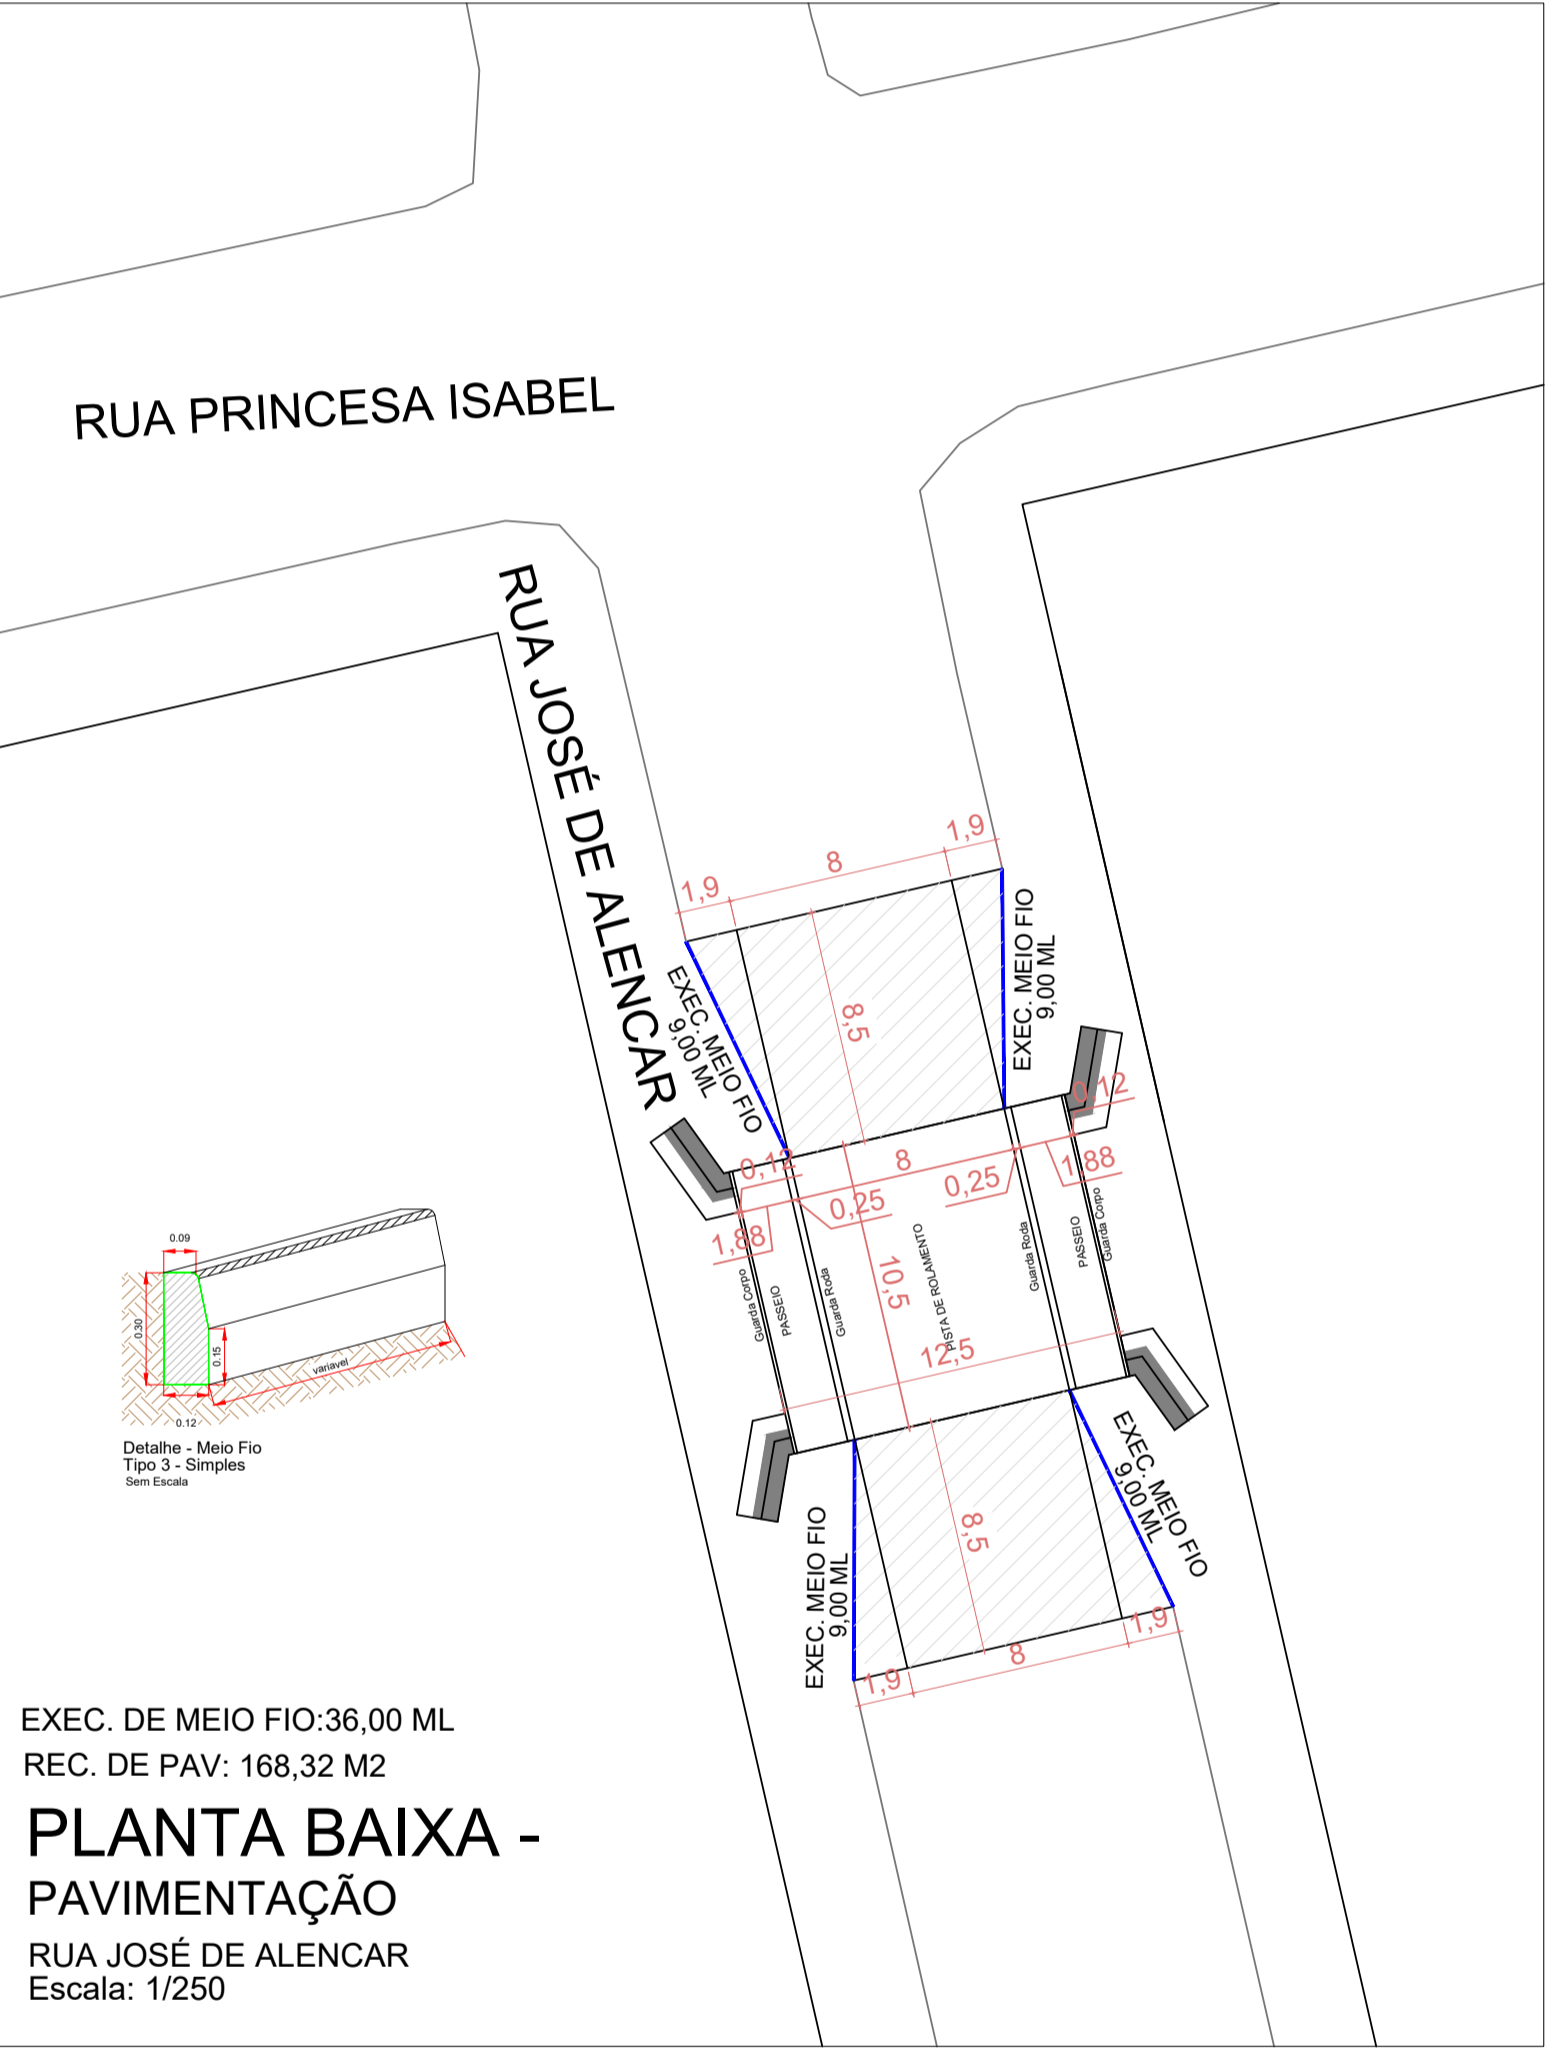 RUA PRINCESA ISABEL
RUA JOSÉ DE ALENCAR
1,9
8
1,9
8,5
EXEC. MEIO FIO
9,00 ML
EXEC. MEIO FIO
9,00 ML
0,12
0,12
8
1,88
0,25
0,25
1,88
10,5
12,5
Guarda Corpo
PASSEIO
Guarda Roda
PISTA DE ROLAMENTO
Guarda Roda
PASSEIO
Guarda Corpo
0.09
0.30
0.15
variavel
0.12
Detalhe - Meio Fio
Tipo 3 - Simples
Sem Escala
EXEC. MEIO FIO
9,00 ML
EXEC. MEIO FIO
9,00 ML
8,5
1,9
8
1,9
EXEC. DE MEIO FIO:36,00 ML
REC. DE PAV: 168,32 M2
PLANTA BAIXA -
PAVIMENTAÇÃO
RUA JOSÉ DE ALENCAR
Escala: 1/250